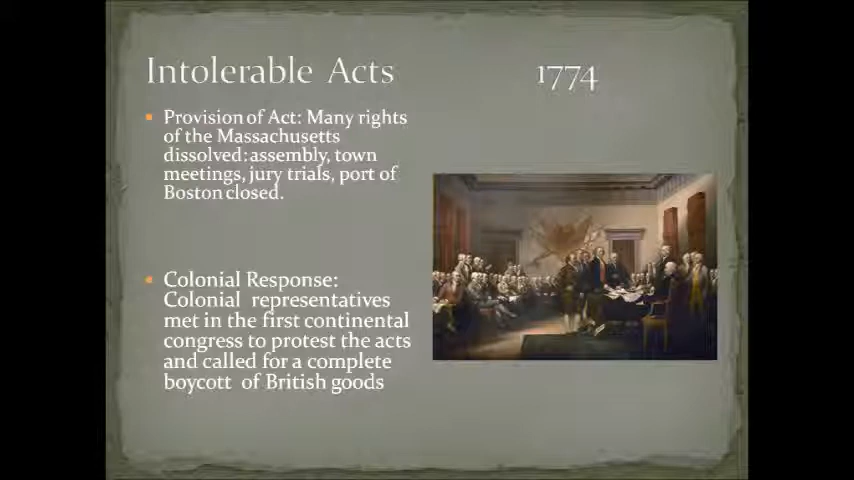 Intolerable Acts 1774
Provision of Act: Many rights
of the Massachusetts
dissolved: assembly, town
meetings, jury trials, port of
Boston closed.
Colonial Response:
Colonial representatives
met in the first continental
congress to protest the acts
and called for a complete
boycott of British goods